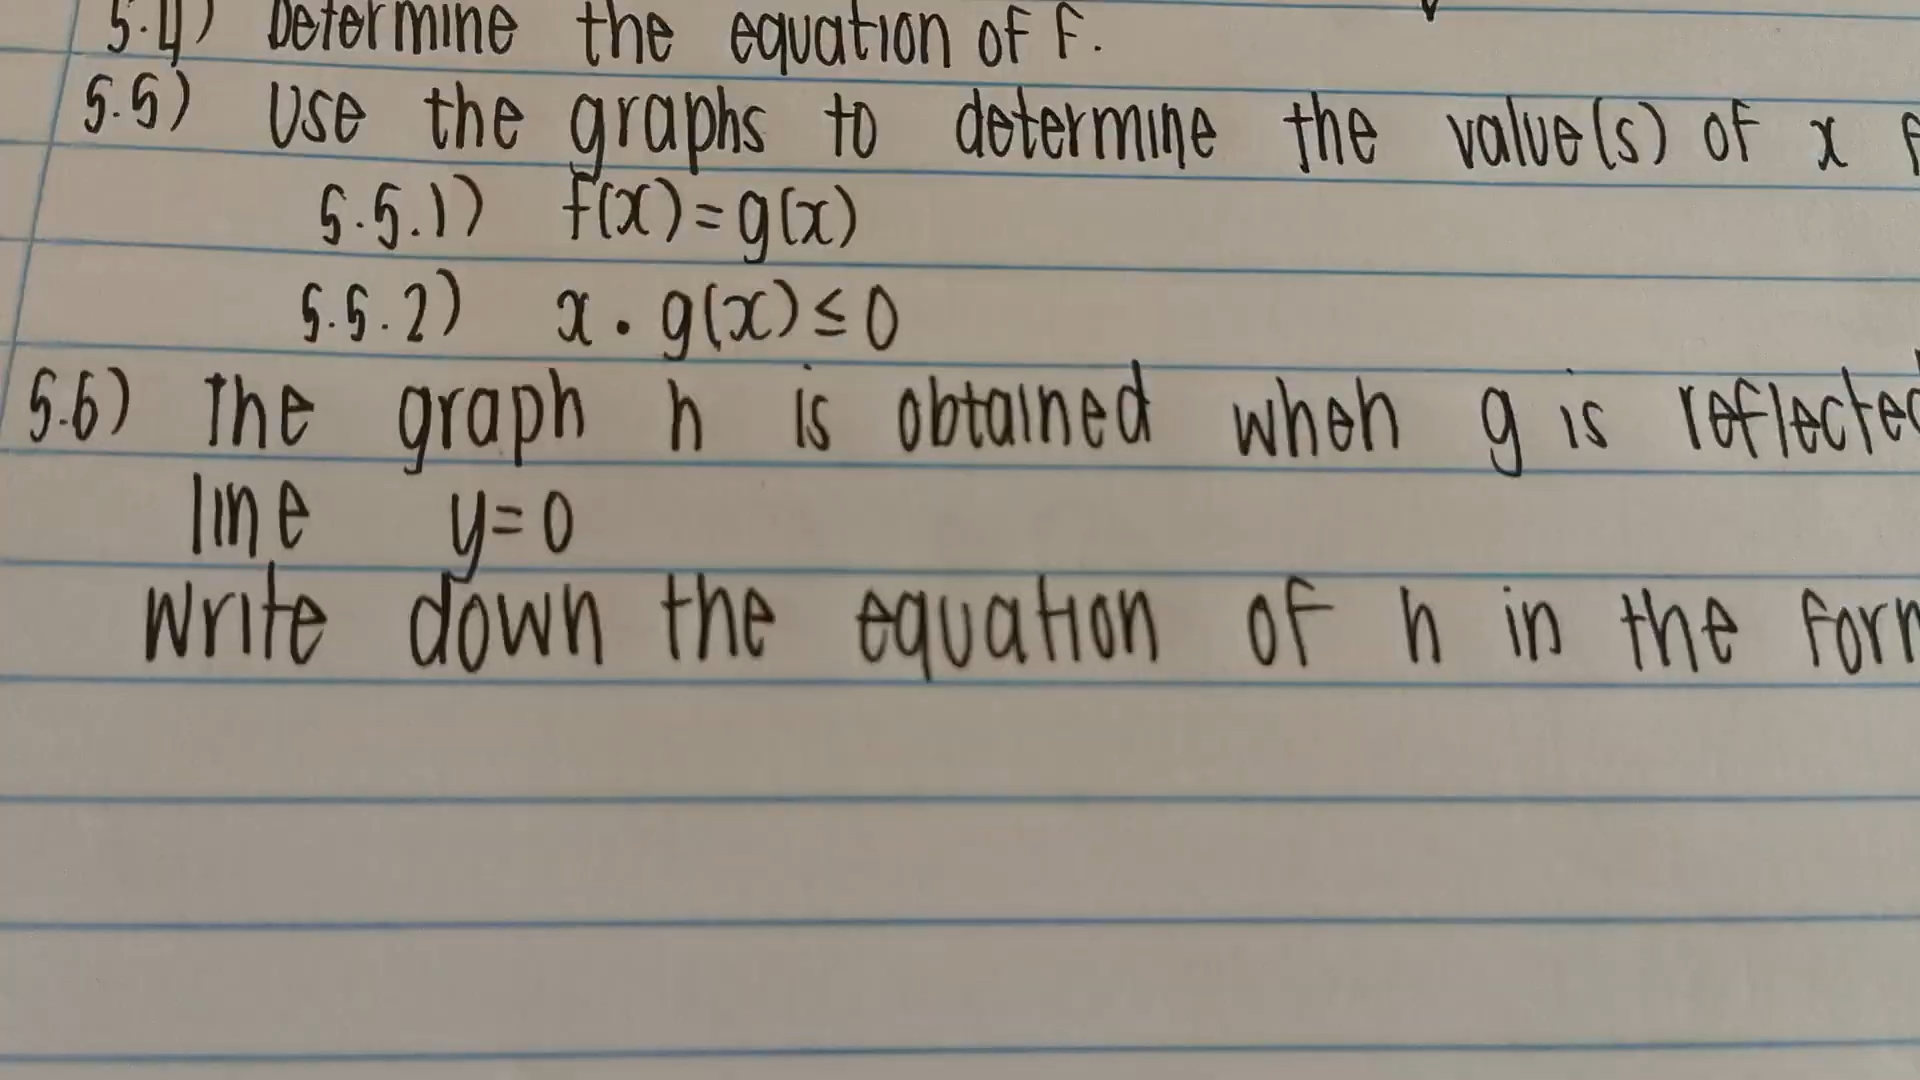 5.4) Determine the equation of f.
5.5) Use the graphs to determine the value(s) of x
5.5.1) f(x) = g(x)
5.5.2) x . g(x) ≤ 0
5.6) The graph h is obtained when g is reflected
line y = 0
Write down the equation of h in the form